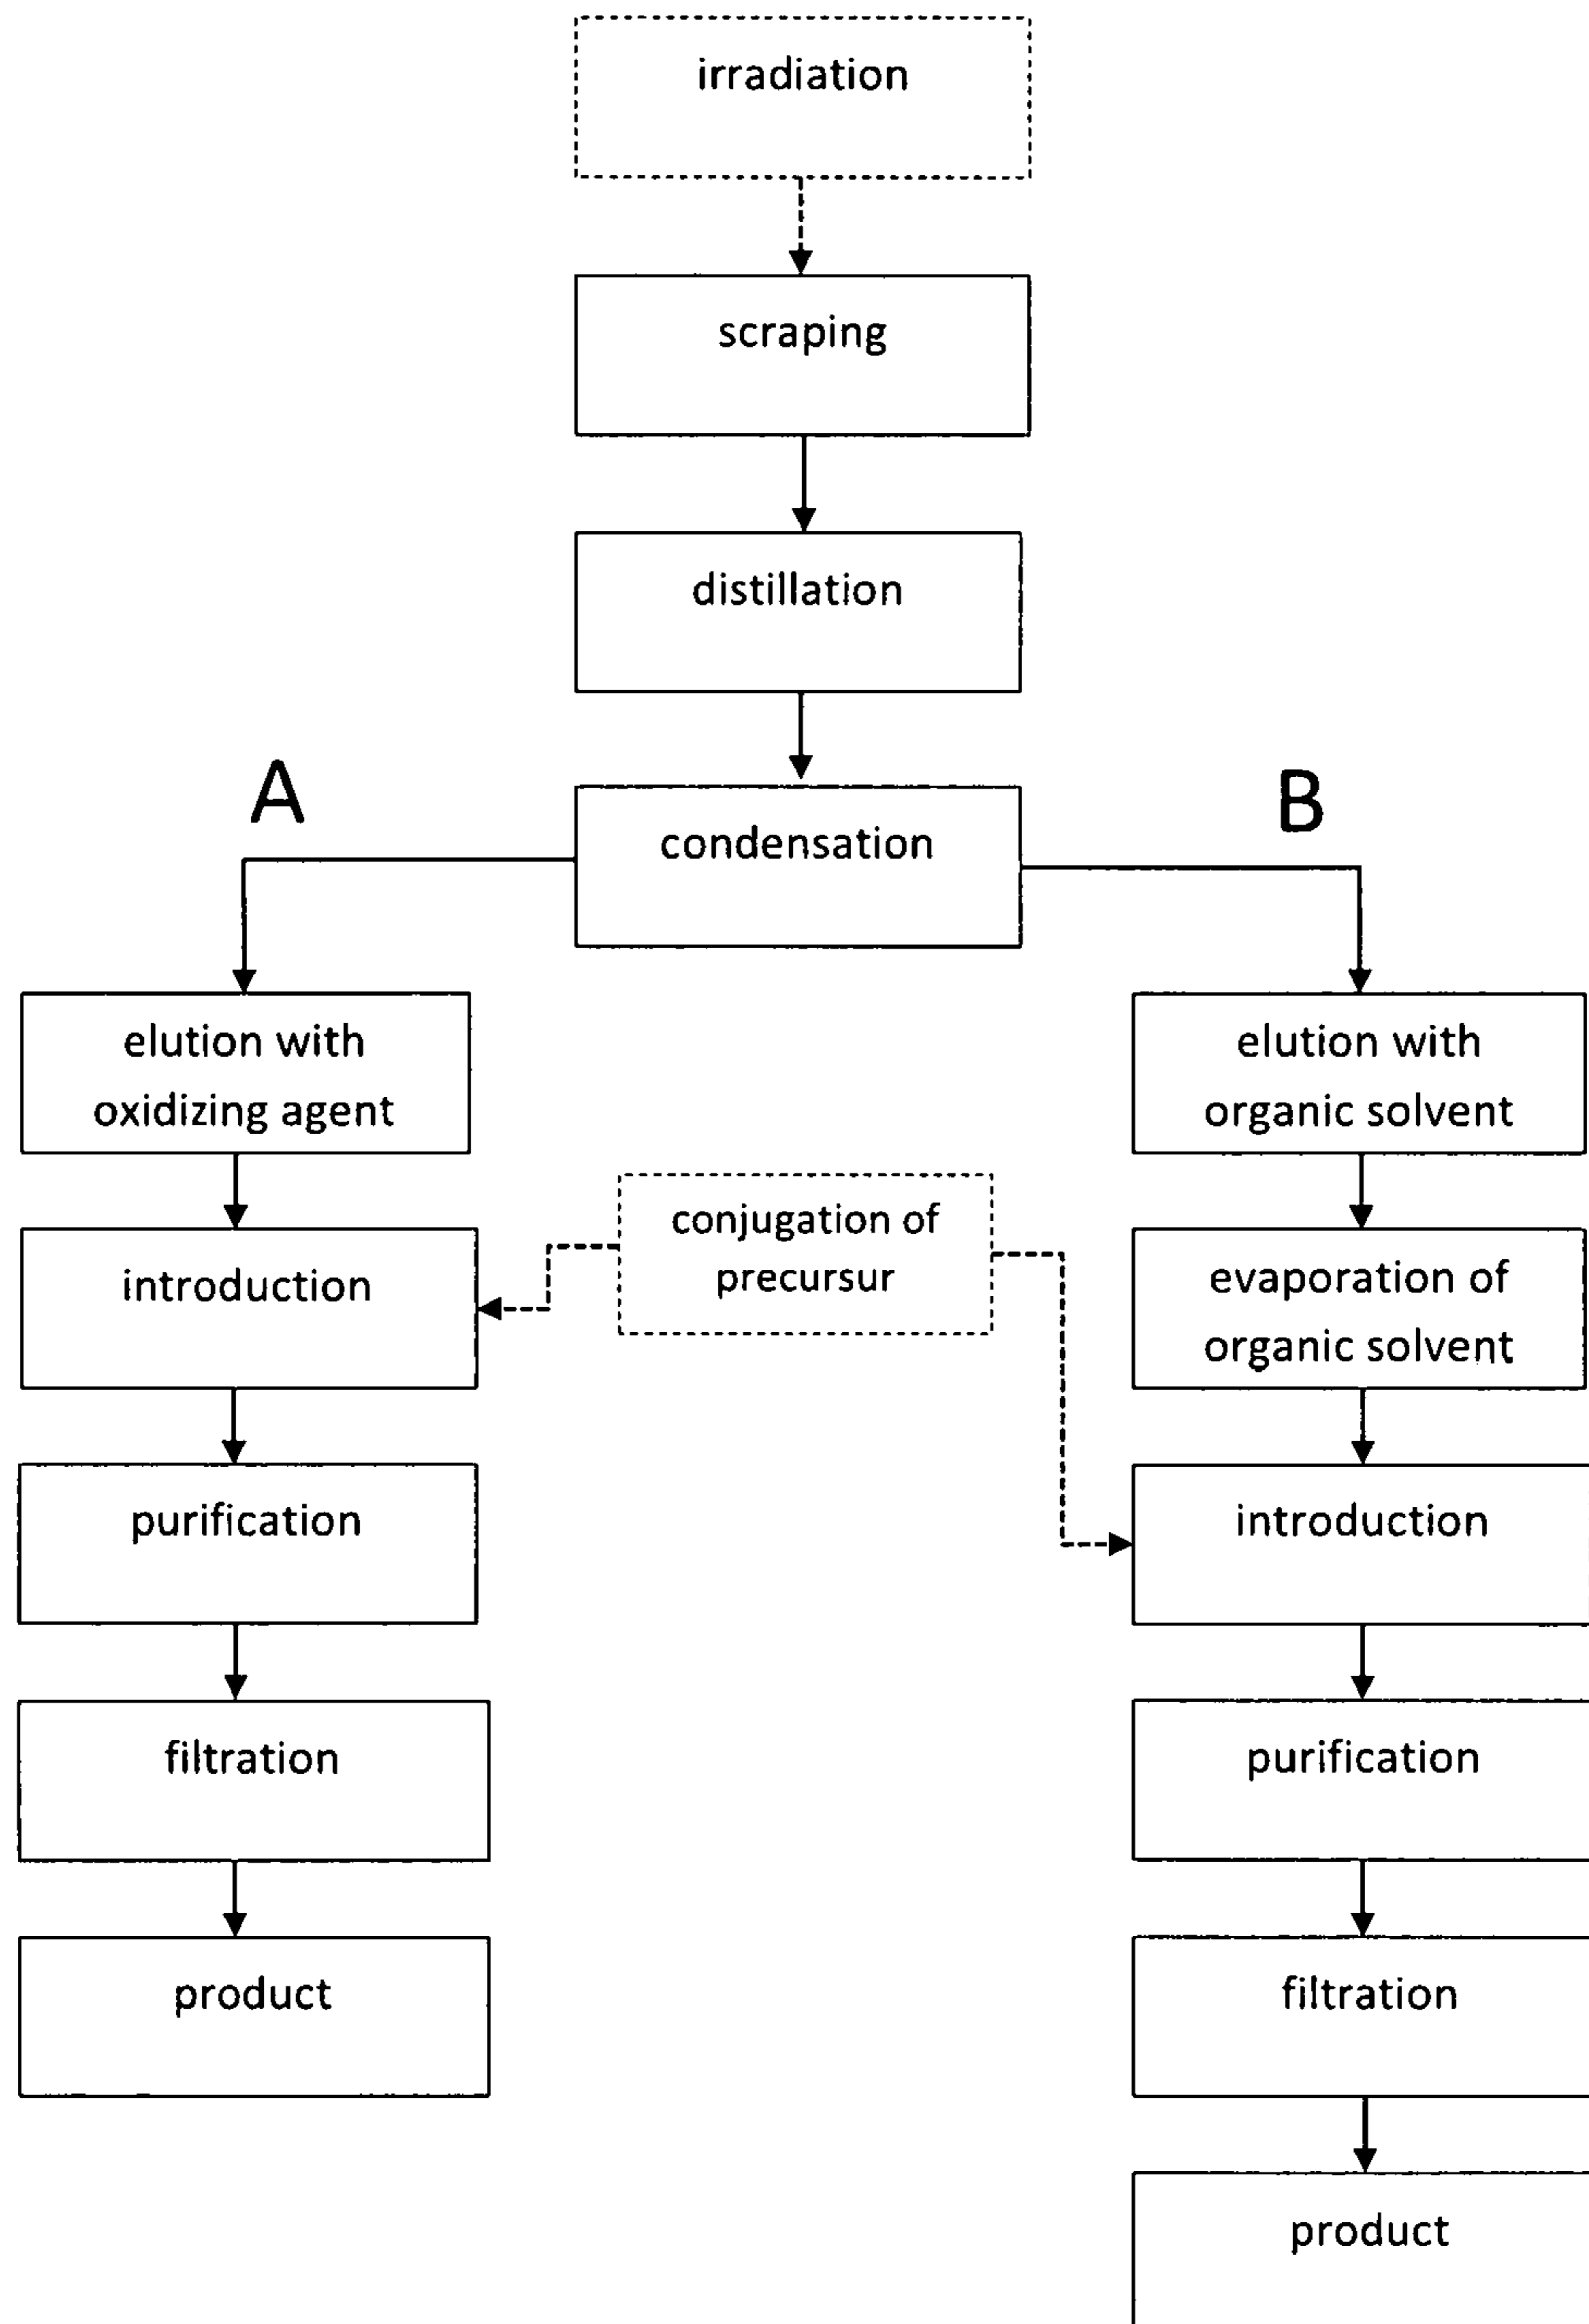 irradiation
scraping
distillation
A
B
condensation
elution with
oxidizing agent
elution with
organic solvent
conjugation of
precursur
introduction
evaporation of
organic solvent
purification
introduction
filtration
purification
product
filtration
product